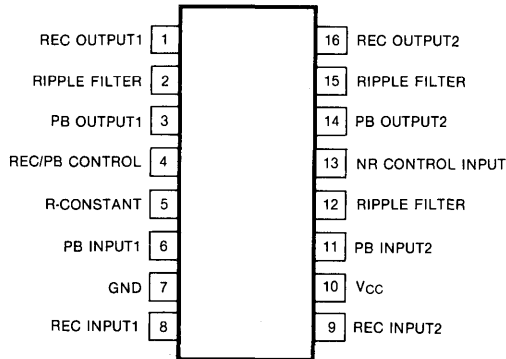 REC OUTPUT1 1 16 REC OUTPUT2
RIPPLE FILTER 2 15 RIPPLE FILTER
PB OUTPUT1 3 14 PB OUTPUT2
REC/PB CONTROL 4 13 NR CONTROL INPUT
R-CONSTANT 5 12 RIPPLE FILTER
PB INPUT1 6 11 PB INPUT2
GND 7 10 VCC
REC INPUT1 8 9 REC INPUT2